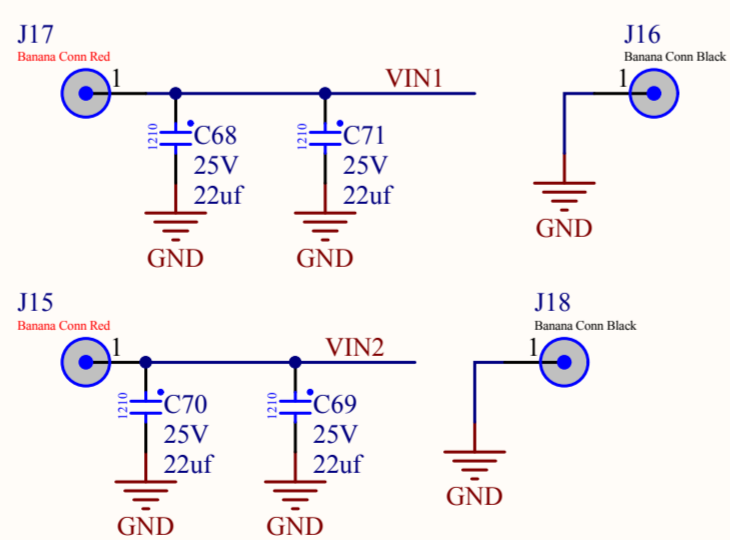 J17
Banana Conn Red
1
VIN1
1210
C68
25V
22uf
GND
1210
C71
25V
22uf
GND
J16
Banana Conn Black
1
GND
J15
Banana Conn Red
1
VIN2
1210
C70
25V
22uf
GND
1210
C69
25V
22uf
GND
J18
Banana Conn Black
1
GND